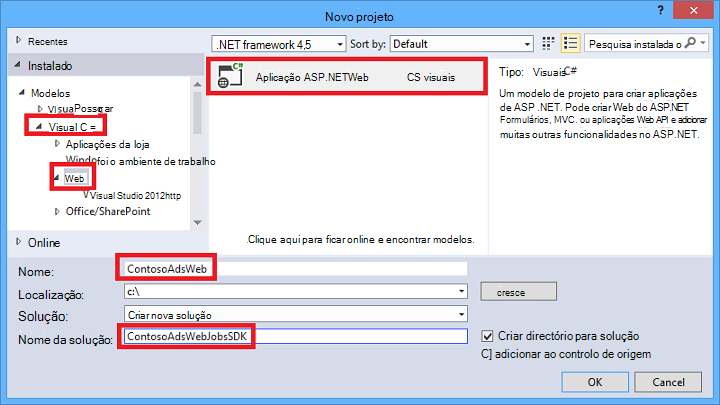 Novo projeto
?
Recentes
.NET framework 4,5
Sort by:
Default
Pesquisa instalada o
Instalado
Modelos
VisuaPossçar
Visual C =
Aplicações da loja
Windofoi o ambiente de trabalho
Web
Visual Studio 2012http
Office/SharePoint
Online
C#
Aplicação ASP.NETWeb
CS visuais
.Clique aqui para ficar online e encontrar modelos.
Tipo: VisuaisC#
Um modelo de projeto para criar aplicações
de ASP .NET. Pode criar Web do ASP.NET
Formulários, MVC. ou aplicações Web API e adicionar
muitas outras funcionalidades no ASP.NET.
Nome:
ContosoAdsWeb
Localização:
c:\
cresce
Solução:
Criar nova solução
Nome da solução:
ContosoAdsWebJobsSDK
Criar directório para solução
C] adicionar ao controlo de origem
OK
Cancel